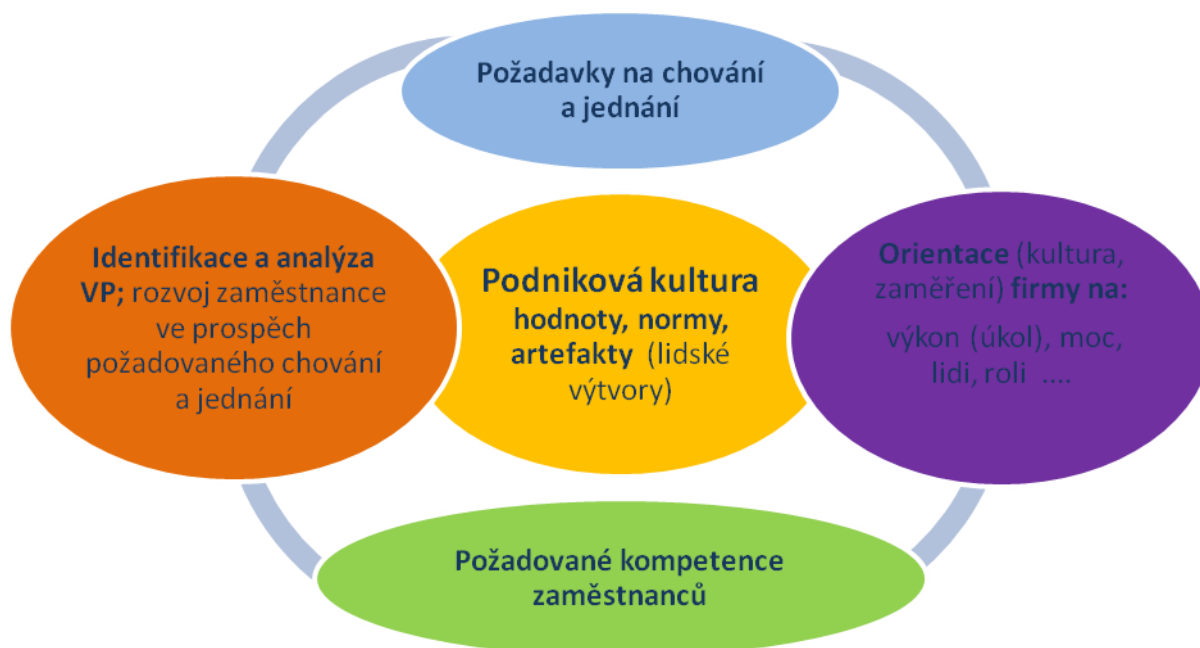 Požadavky na chování
a jednání
Identifikace a analýza
VP; rozvoj zaměstnance
ve prospěch
požadovaného chování
a jednání
Podniková kultura
hodnoty, normy,
artefakty (lidské
výtvory)
Orientace (kultura,
zaměření) firmy na:
výkon (úkol), moc,
lidi, roli ....
Požadované kompetence
zaměstnanců